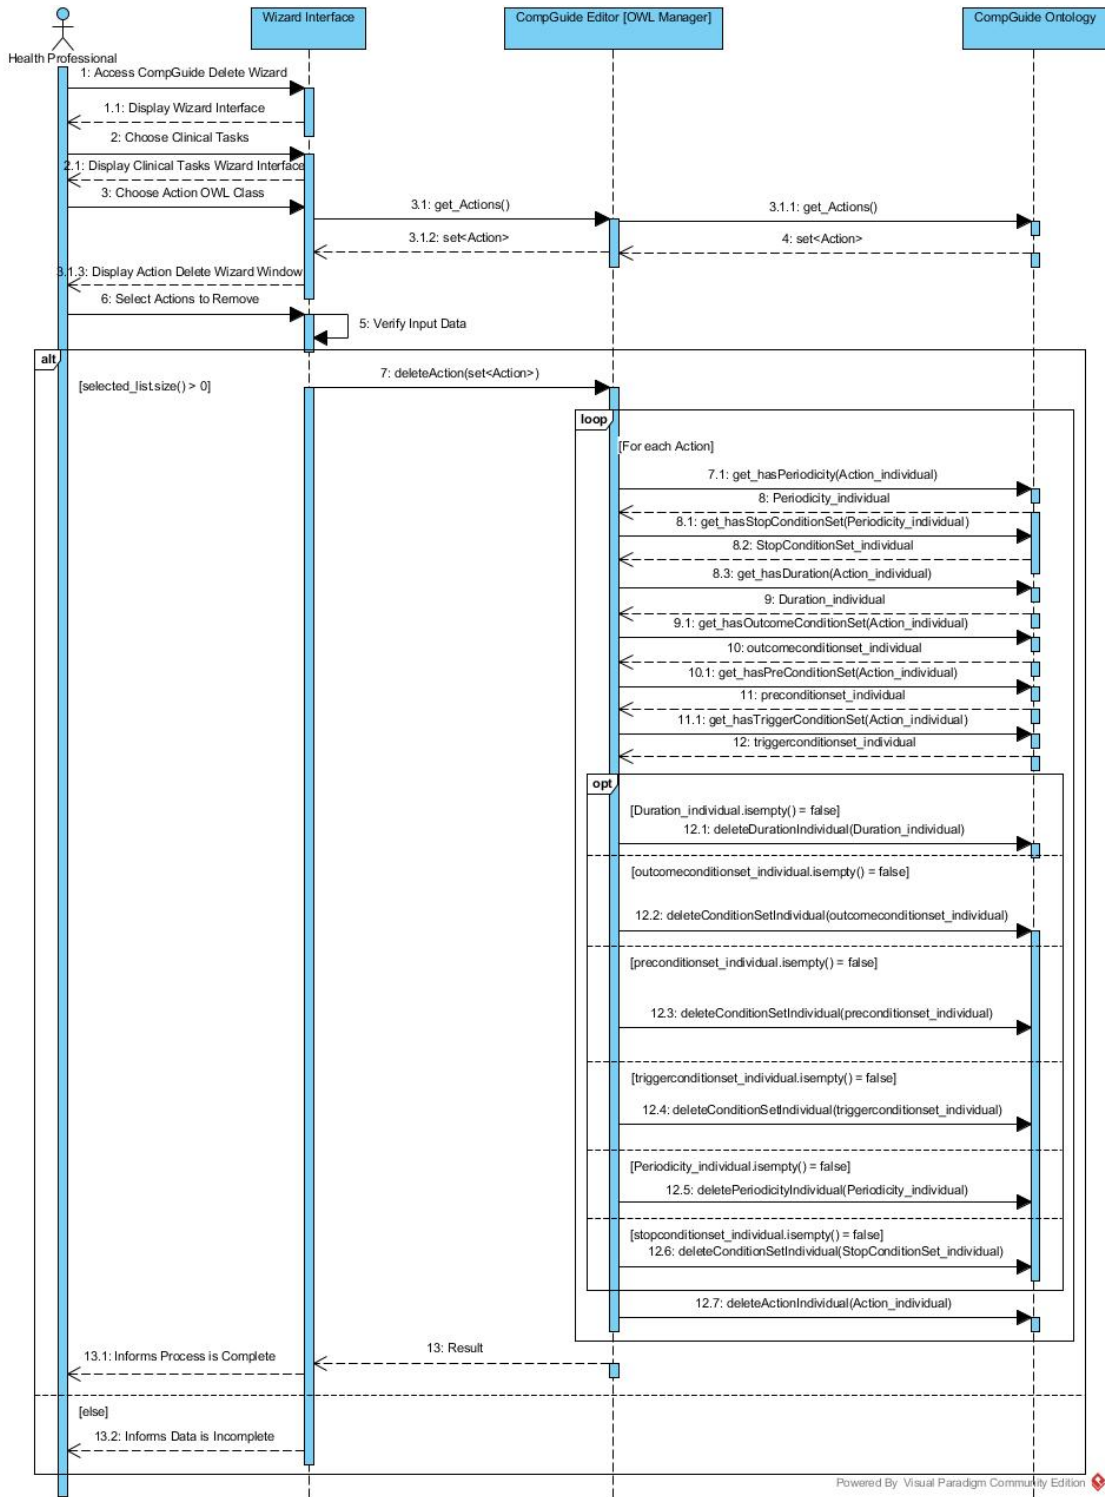 Wizard Interface
CompGuide Editor [OWL Manager]
CompGuide Ontology
Health Professional
1: Access CompGuide Delete Wizard
1.1: Display Wizard Interface
2: Choose Clinical Tasks
2.1: Display Clinical Tasks Wizard Interface
3: Choose Action OWL Class
3.1: get_Actions()
3.1.1: get_Actions()
3.1.2: set<Action>
4: set<Action>
3.1.3: Display Action Delete Wizard Window
6: Select Actions to Remove
5: Verify Input Data
alt
[selected_list.size() > 0]
7: deleteAction(set<Action>)
loop
[For each Action]
7.1: get_hasPeriodicity(Action_individual)
8: Periodicity_individual
8.1: get_hasStopConditionSet(Periodicity_individual)
8.2: StopConditionSet_individual
8.3: get_hasDuration(Action_individual)
9: Duration_individual
9.1: get_hasOutcomeConditionSet(Action_individual)
10: outcomeconditionset_individual
10.1: get_hasPreConditionSet(Action_individual)
11: preconditionset_individual
11.1: get_hasTriggerConditionSet(Action_individual)
12: triggerconditionset_individual
opt
[Duration_individual.isempty() = false]
12.1: deleteDurationIndividual(Duration_individual)
[outcomeconditionset_individual.isempty() = false]
12.2: deleteConditionSetIndividual(outcomeconditionset_individual)
[preconditionset_individual.isempty() = false]
12.3: deleteConditionSetIndividual(preconditionset_individual)
[triggerconditionset_individual.isempty() = false]
12.4: deleteConditionSetIndividual(triggerconditionset_individual)
[Periodicity_individual.isempty() = false]
12.5: deletePeriodicityIndividual(Periodicity_individual)
[stopconditionset_individual.isempty() = false]
12.6: deleteConditionSetIndividual(StopConditionSet_individual)
12.7: deleteActionIndividual(Action_individual)
13: Result
13.1: Informs Process is Complete
[else]
13.2: Informs Data is Incomplete
Powered By Visual Paradigm Community Edition